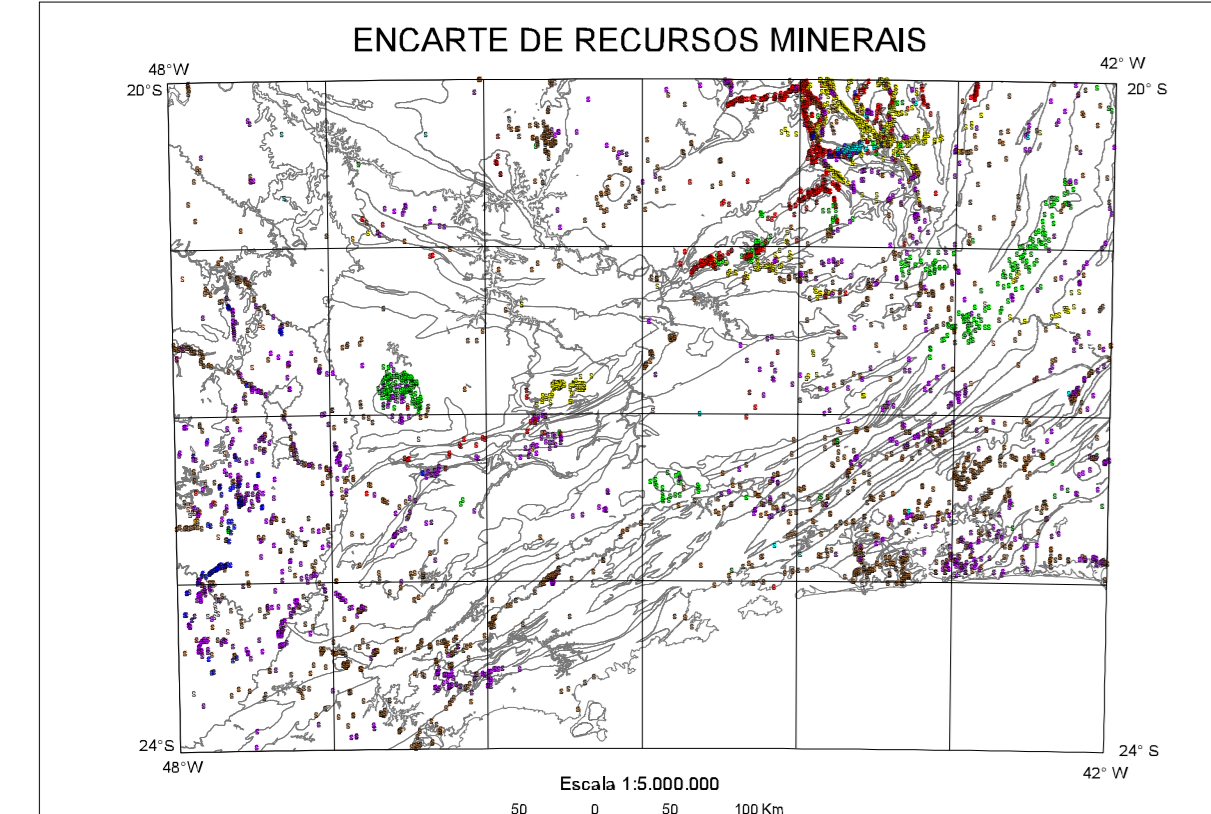 ENCARTE DE RECURSOS MINERAIS
48°W
42° W
20°S
20° S
24°S
24° S
48°W
42° W
Escala 1:5.000.000
50 0 50 100 Km